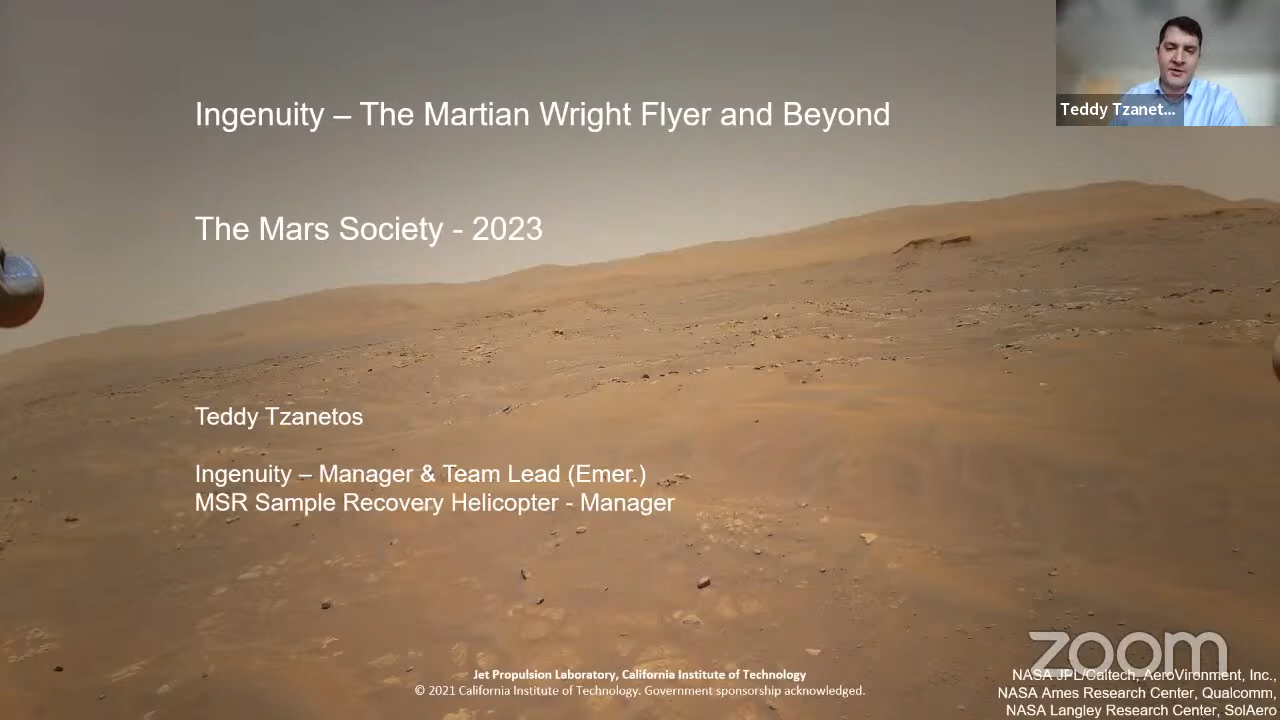 Ingenuity – The Martian Wright Flyer and Beyond
Teddy Tzanet...
The Mars Society - 2023
Teddy Tzanetos
Ingenuity – Manager & Team Lead (Emer.)
MSR Sample Recovery Helicopter - Manager
zoom
Jet Propulsion Laboratory, California Institute of Technology
© 2021 California Institute of Technology. Government sponsorship acknowledged.
NASA JPL/Caltech, AeroVironment, Inc.,
NASA Ames Research Center, Qualcomm,
NASA Langley Research Center, SolAero